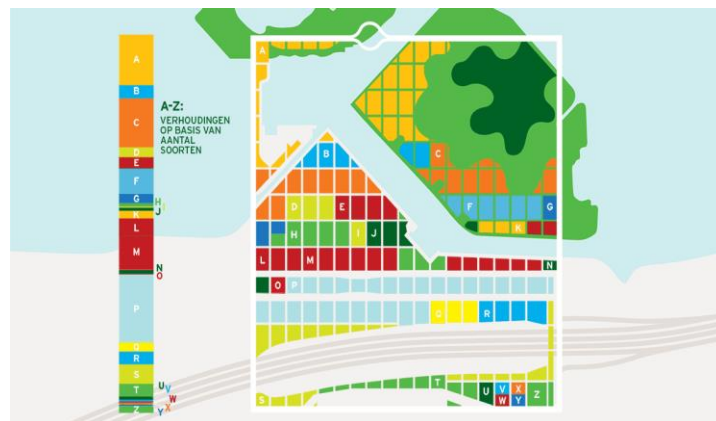 A
B
C
D
E
F
G
H
I
J
K
L
M
N
O
P
Q
R
S
T
U
V
W
X
Y
Z
A-Z:
VERHOUDINGEN
OP BASIS VAN
AANTAL
SOORTEN
A
B
C
D
E
F
G
H
I
J
K
L
M
N
O
P
Q
R
S
T
U
V
X
W
Y
Z